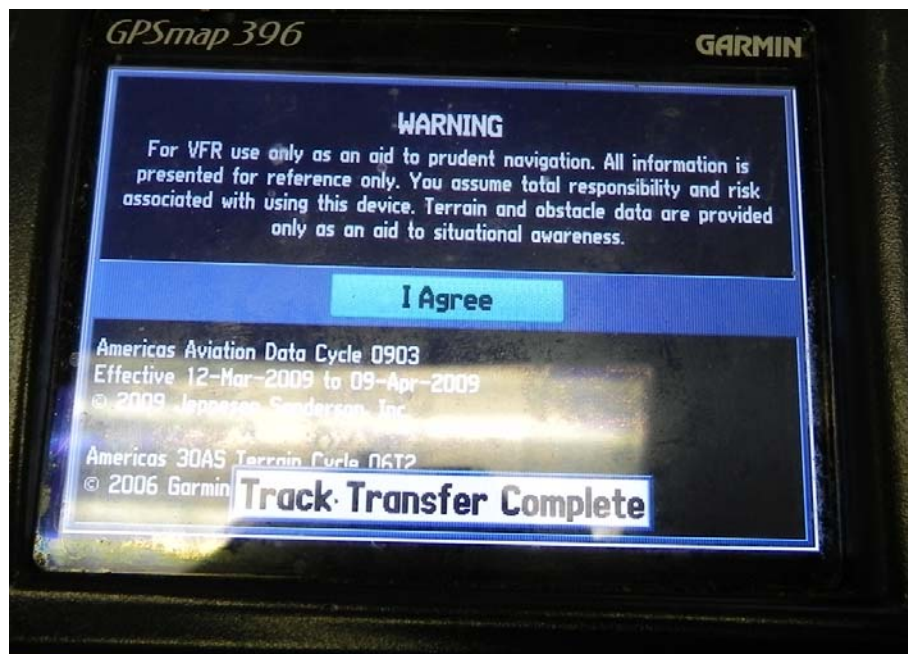 GPSmap 396
GARMIN
WARNING
For VFR use only as an aid to prudent navigation. All information is
presented for reference only. You assume total responsibility and risk
associated with using this device. Terrain and obstacle data are provided
only as an aid to situational awareness.
I Agree
Americas Aviation Data Cycle 0903
Effective 12-Mar-2009 to 09-Apr-2009
© 2009 Jeppesen Sanderson, Inc
Americas 30AS Terrain Cycle 06T2
© 2006 Garmin
Track Transfer Complete